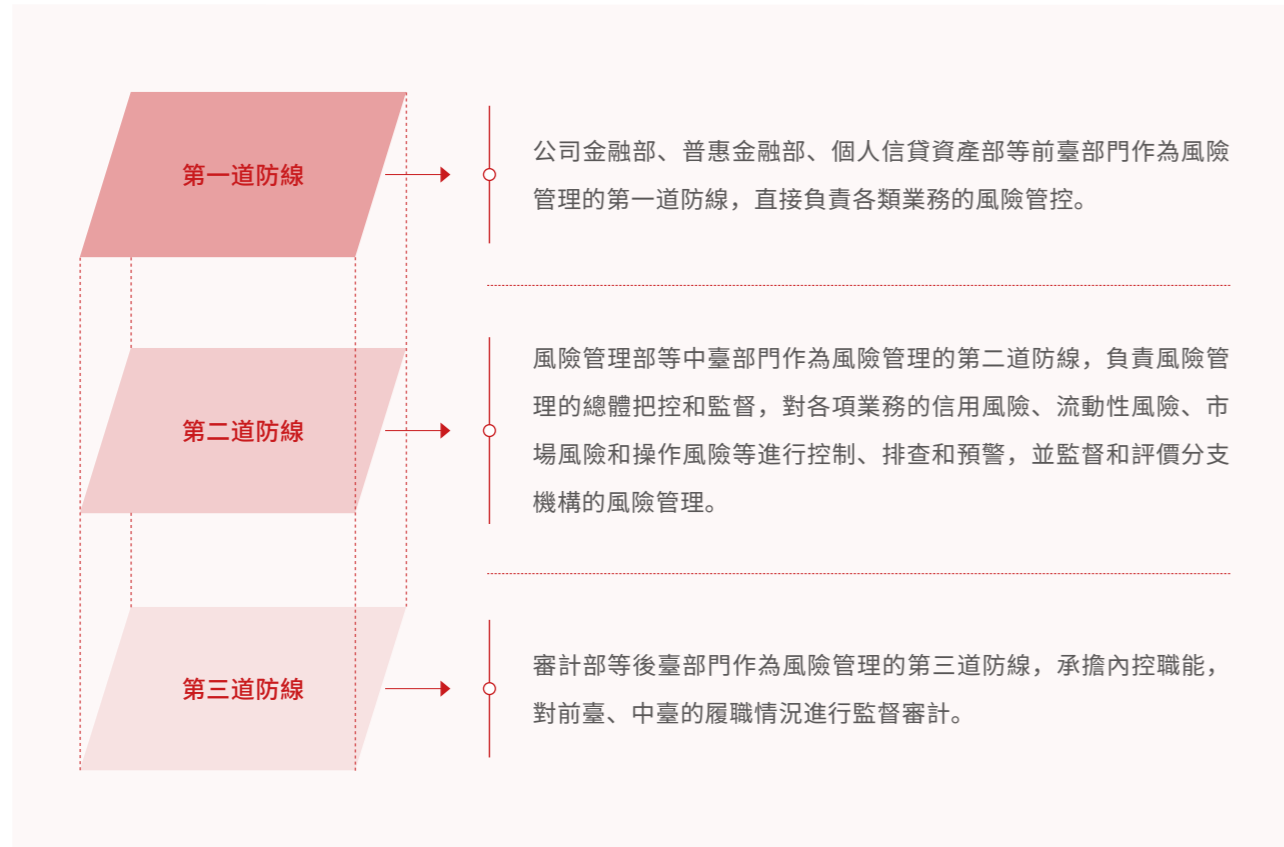 第一道防線
公司金融部、普惠金融部、個人信貸資產部等前臺部門作為風險
管理的第一道防線，直接負責各類業務的風險管控。
第二道防線
風險管理部等中臺部門作為風險管理的第二道防線，負責風險管
理的總體把控和監督，對各項業務的信用風險、流動性風險、市
場風險和操作風險等進行控制、排查和預警，並監督和評價分支
機構的風險管理。
第三道防線
審計部等後臺部門作為風險管理的第三道防線，承擔內控職能，
對前臺、中臺的履職情況進行監督審計。